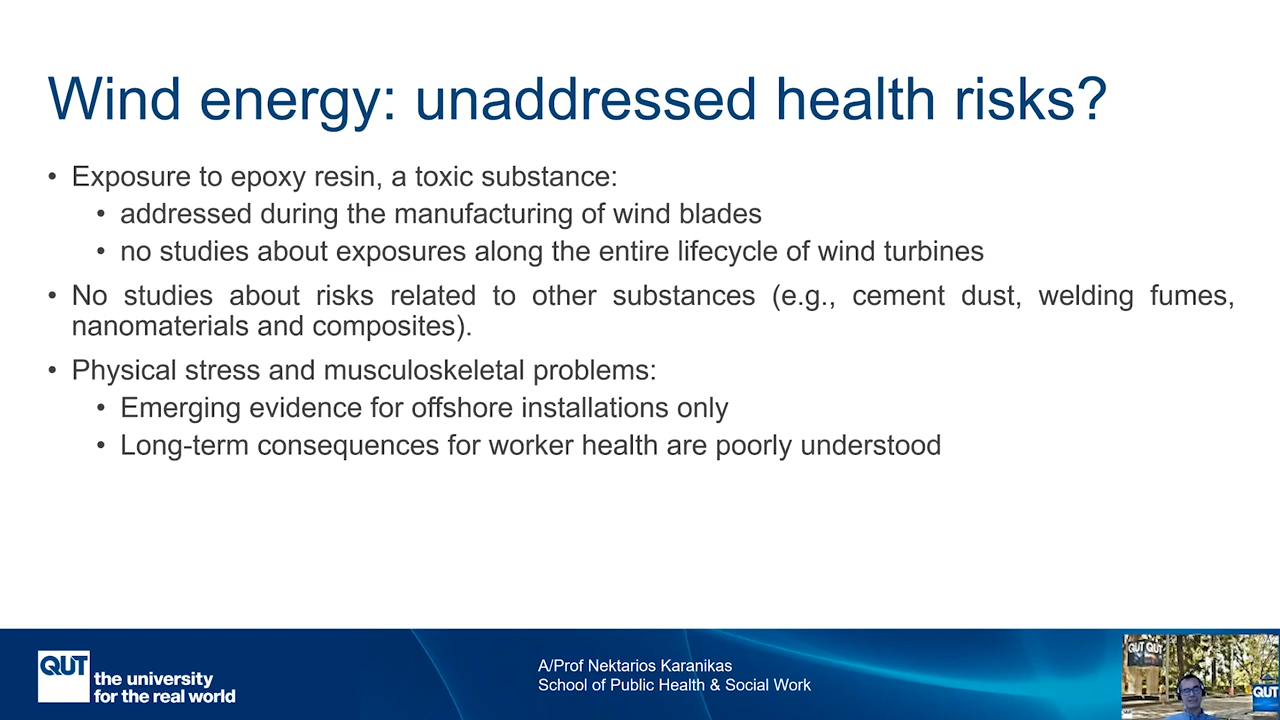 Wind energy: unaddressed health risks?
• Exposure to epoxy resin, a toxic substance:
• addressed during the manufacturing of wind blades
• no studies about exposures along the entire lifecycle of wind turbines
• No studies about risks related to other substances (e.g., cement dust, welding fumes,
nanomaterials and composites).
• Physical stress and musculoskeletal problems:
• Emerging evidence for offshore installations only
• Long-term consequences for worker health are poorly understood
QUT
the university
for the real world
A/Prof Nektarios Karanikas
School of Public Health & Social Work
QUT QUT
QUT